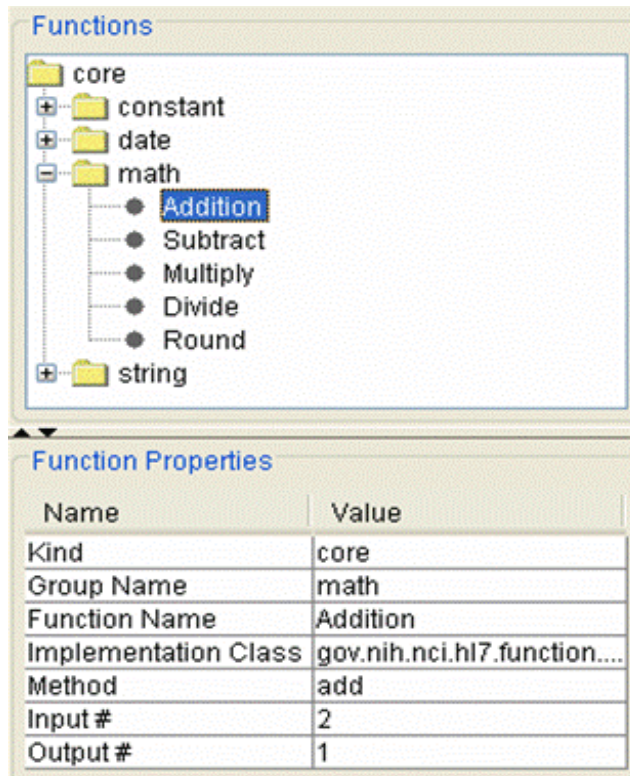 Functions
core
constant
date
math
Addition
Subtract
Multiply
Divide
Round
string
Function Properties
Name Value
Kind core
Group Name math
Function Name Addition
Implementation Class gov.nih.nci.hl7.function....
Method add
Input # 2
Output # 1